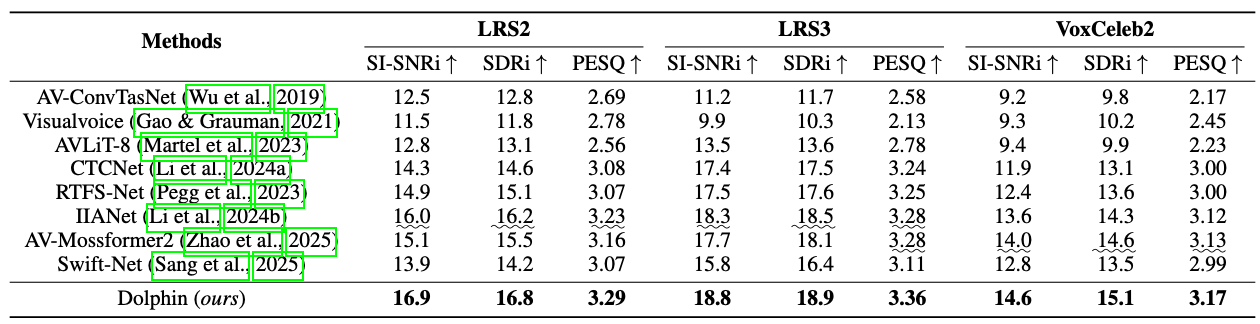 Methods LRS2 LRS3 VoxCeleb2
SI-SNRi ↑ SDRi ↑ PESQ ↑ SI-SNRi ↑ SDRi ↑ PESQ ↑ SI-SNRi ↑ SDRi ↑ PESQ ↑
AV-ConvTasNet (Wu et al., 2019) 12.5 12.8 2.69 11.2 11.7 2.58 9.2 9.8 2.17
Visualvoice (Gao & Grauman, 2021) 11.5 11.8 2.78 9.9 10.3 2.13 9.3 10.2 2.45
AVLiT-8 (Martel et al., 2023) 12.8 13.1 2.56 13.5 13.6 2.78 9.4 9.9 2.23
CTCNet (Li et al., 2024a) 14.3 14.6 3.08 17.4 17.5 3.24 11.9 13.1 3.00
RTFS-Net (Pegg et al., 2023) 14.9 15.1 3.07 17.5 17.6 3.25 12.4 13.6 3.00
IIANet (Li et al., 2024b) 16.0 16.2 3.23 18.3 18.5 3.28 13.6 14.3 3.12
AV-Mossformer2 (Zhao et al., 2025) 15.1 15.5 3.16 17.7 18.1 3.28 14.0 14.6 3.13
Swift-Net (Sang et al., 2025) 13.9 14.2 3.07 15.8 16.4 3.11 12.8 13.5 2.99
Dolphin (ours) 16.9 16.8 3.29 18.8 18.9 3.36 14.6 15.1 3.17